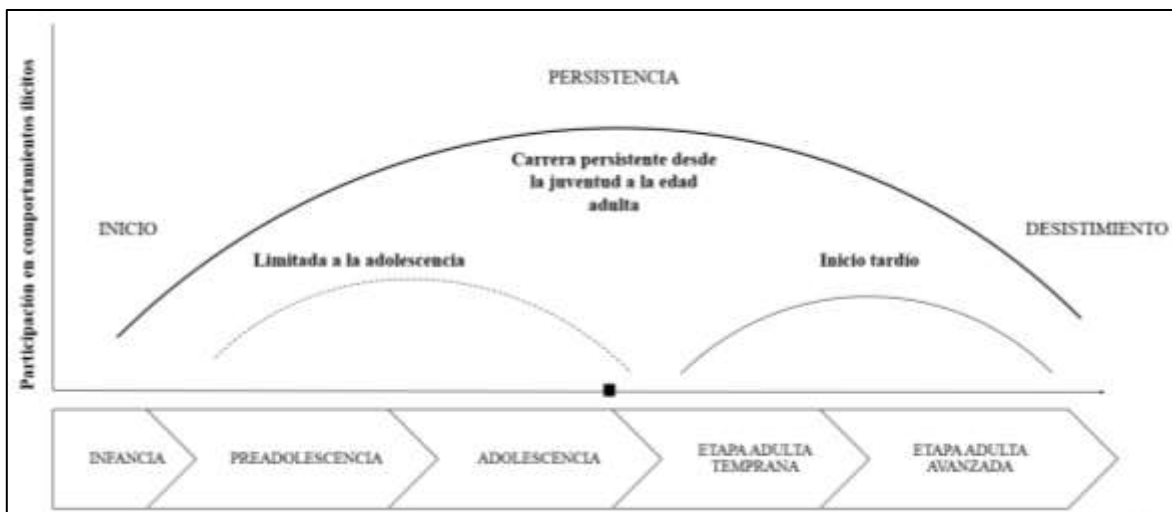 Participación en comportamientos ilícitos
PERSISTENCIA
Carrera persistente desde
la juventud a la edad
adulta
INICIO
DESISTIMIENTO
Limitada a la adolescencia
Inicio tardío
INFANCIA
PREADOLESCENCIA
ADOLESCENCIA
ETAPA ADULTA
TEMPRANA
ETAPA ADULTA
AVANZADA